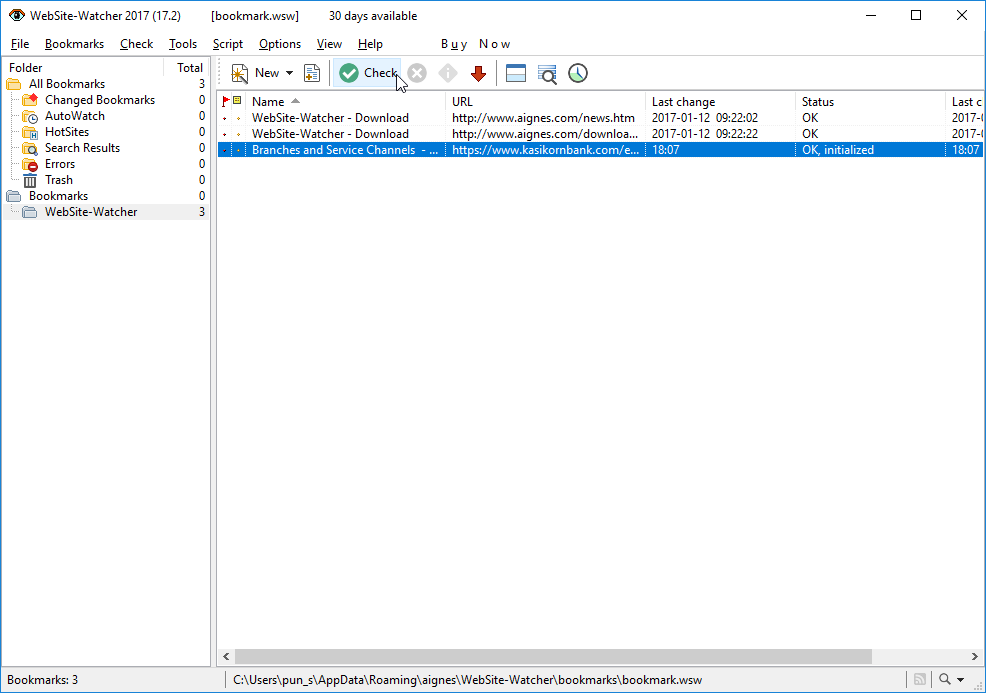 WebSite-Watcher 2017 (17.2) [bookmark.wsw] 30 days available
File Bookmarks Check Tools Script Options View Help Buy Now
Folder Total
All Bookmarks 3
Changed Bookmarks 0
AutoWatch 0
HotSites 0
Search Results 0
Errors 0
Trash 0
Bookmarks 0
WebSite-Watcher 3
New Check
Name URL Last change Status Last c
WebSite-Watcher - Download http://www.aignes.com/news.htm 2017-01-12 09:22:02 OK 2017-
WebSite-Watcher - Download http://www.aignes.com/downloa... 2017-01-12 09:22:22 OK 2017-
Branches and Service Channels - ... https://www.kasikornbank.com/e... 18:07 OK, initialized 18:07
Bookmarks: 3 C:\Users\pun_s\AppData\Roaming\aignes\WebSite-Watcher\bookmarks\bookmark.wsw